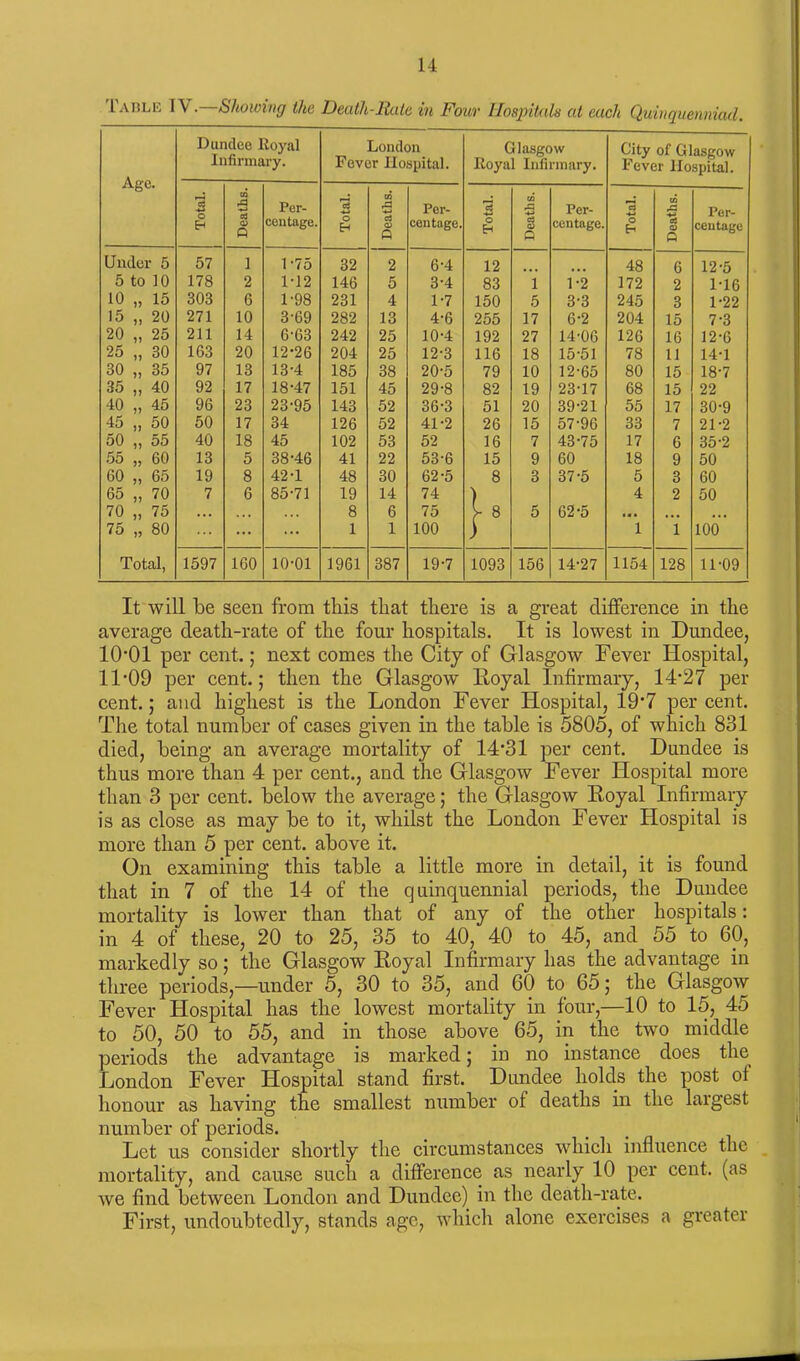 14
TABLE IV.—Showing the Death-Rate in Four Hospitals at each Quinquenniad.
Age. Dundee Royal Infirmary. London Fever Hospital. Glasgow Royal Infirmary. City of Glasgow Fever Hospital.
Total. Deaths. Per-centage. Total. Deaths. Per-centage. Total. Deaths. Per-centage. Total. Deaths. Per-centage
Under 5 57 1 1·75 32 2 6·4 12 ... ... 48 6 12·5
5 to 10 178 2 1·12 146 5 3·4 83 1 1·2 172 2 1·16
10 „ 15 303 6 1·98 231 4 1·7 150 5 3·3 245 3 1·22
15 „ 20 271 10 3·69 282 13 4·6 255 17 6·2 204 15 7·3
20 „ 25 211 14 6·63 242 25 10·4 192 27 14·06 126 16 12·6
25 „ 30 163 20 12·26 204 25 12·3 116 18 15·51 78 11 14·1
30 „ 35 97 13 13·4 185 38 20·5 79 10 12·65 80 15 18·7
35 „ 40 92 17 18·47 151 45 29·8 82 19 23·17 68 15 22
40 „ 45 96 23 23·95 143 52 36·3 51 20 39·21 55 17 30·9
45 „ 50 50 17 34 126 52 41·2 26 15 57·96 33 7 21·2
50 „ 55 40 18 45 102 53 52 16 7 43·75 17 6 35·2
55 „ 60 13 5 38·46 41 22 53·6 15 9 60 18 9 50
60 „ 65 19 8 42·1 48 30 62·5 8 3 37·5 5 3 60
65 „ 70 7 6 85·71 19 14 74 4 2 50
70 „ 75 ... ... ... 8 6 75 } 8 5 62·5 ... ... ...
75 „ 80 ... ... ... 1 1 100 1 1 100
Total, 1597 160 10·01 1961 387 19·7 1093 156 14·27 1154 128 11·09
It will be seen from this that there is a great difference in the
average death-rate of the four hospitals. It is lowest in Dundee,
10·01 per cent.; next comes the City of Glasgow Fever Hospital,
11·09 per cent.; then the Glasgow Royal Infirmary, 14·27 per
cent.; and highest is the London Fever Hospital, 19·7 per cent.
The total number of cases given in the table is 5805, of which 831
died, being an average mortality of 14·31 per cent. Dundee is
thus more than 4 per cent., and the Glasgow Fever Hospital more
than 3 per cent. below the average; the Glasgow Royal Infirmary
is as close as may be to it, whilst the London Fever Hospital is
more than 5 per cent. above it.
On examining this table a little more in detail, it is found
that in 7 of the 14 of the quinquennial periods, the Dundee
mortality is lower than that of any of the other hospitals:
in 4 of these, 20 to 25, 35 to 40, 40 to 45, and 55 to 60,
markedly so; the Glasgow Royal Infirmary has the advantage in
three periods,—under 5, 30 to 35, and 60 to 65; the Glasgow
Fever Hospital has the lowest mortality in four,—10 to 15, 45
to 50, 50 to 55, and in those above 65, in the two middle
periods the advantage is marked; in no instance does the
London Fever Hospital stand first. Dundee holds the post of
honour as having the smallest number of deaths in the largest
number of periods.
Let us consider shortly the circumstances which influence the
mortality, and cause such a difference as nearly 10 per cent. (as
we find between London and Dundee) in the death-rate.
First, undoubtedly, stands age, which alone exercises a greater